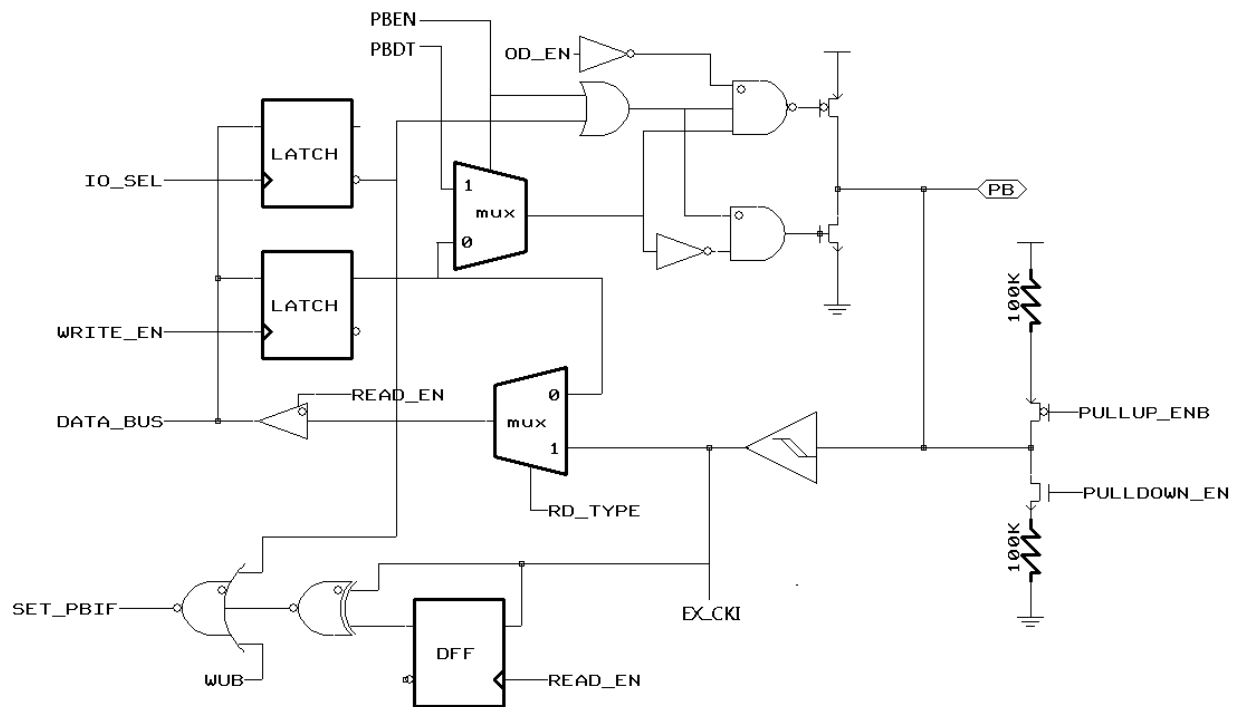 PBEN
PBDT
OD_EN
LATCH
IO_SEL
1
mux
0
PB
LATCH
WRITE_EN
100K
READ_EN
0
DATA_BUS
mux
1
PULLUP_ENB
RD_TYPE
PULLDOWN_EN
100K
SET_PBIF
EX_CKI
DFF
WUB
READ_EN